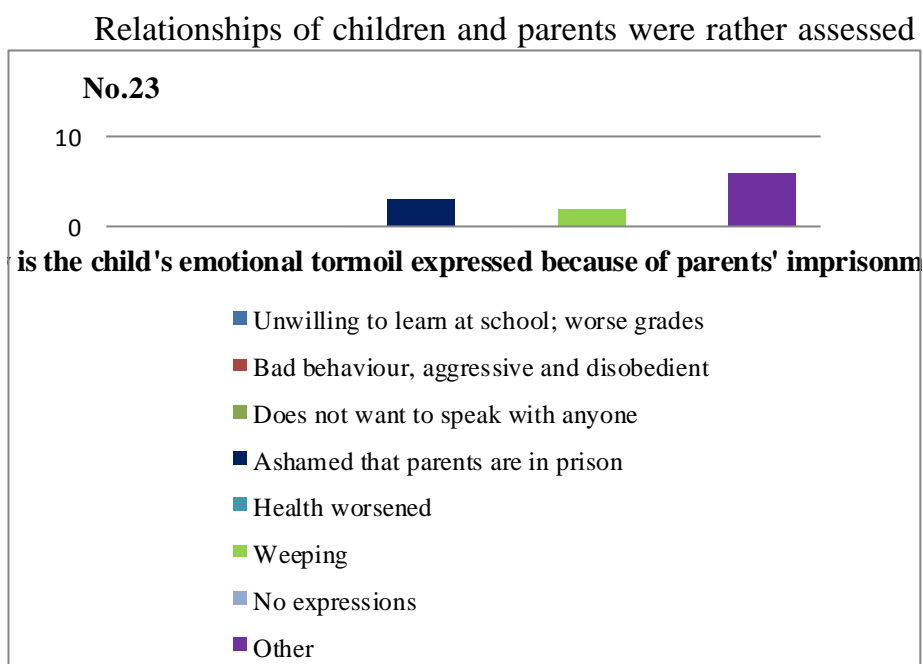 Relationships of children and parents were rather assessed
No.23
10
0
is the child's emotional tormoil expressed because of parents'
Unwilling to learn at school; worse grades
Bad behaviour, aggressive and disobedient
Does not want to speak with anyone
Ashamed that parents are in prison
Health worsened
Weeping
No expressions
Other